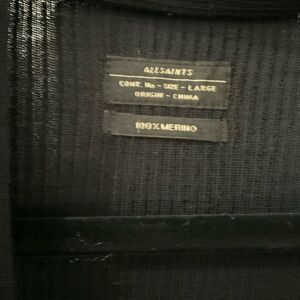 ALLSAINTS
CONT. No - SIZE - LARGE
ORIGIN - CHINA
100% MERINO